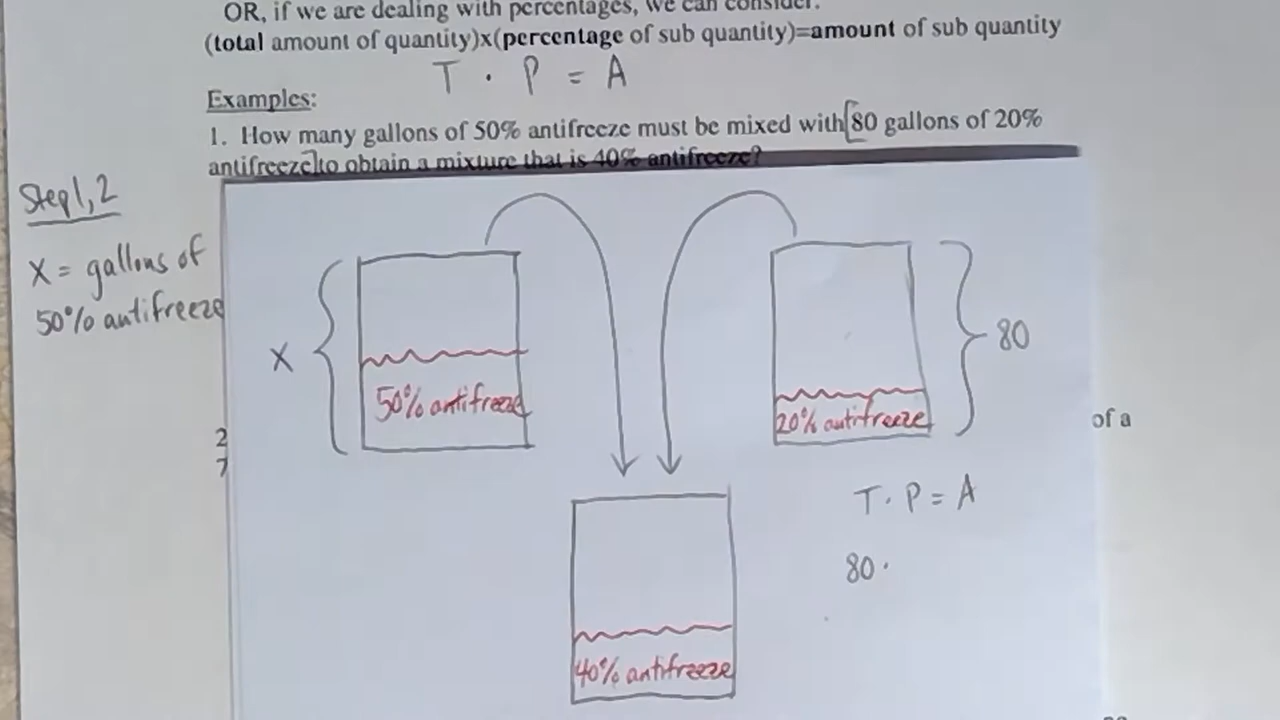 OR, if we are dealing with percentages, we can consider:
(total amount of quantity)x(percentage of sub quantity)=amount of sub quantity
T · P = A
Examples:
1. How many gallons of 50% antifreeze must be mixed with [80 gallons of 20%
antifreeze] to obtain a mixture that is 40% antifreeze?
Step 1, 2
X = gallons of
50% antifreeze
X
50% antifreeze
20% antifreeze
80
2
7
of a
T · P = A
80 ·
40% antifreeze